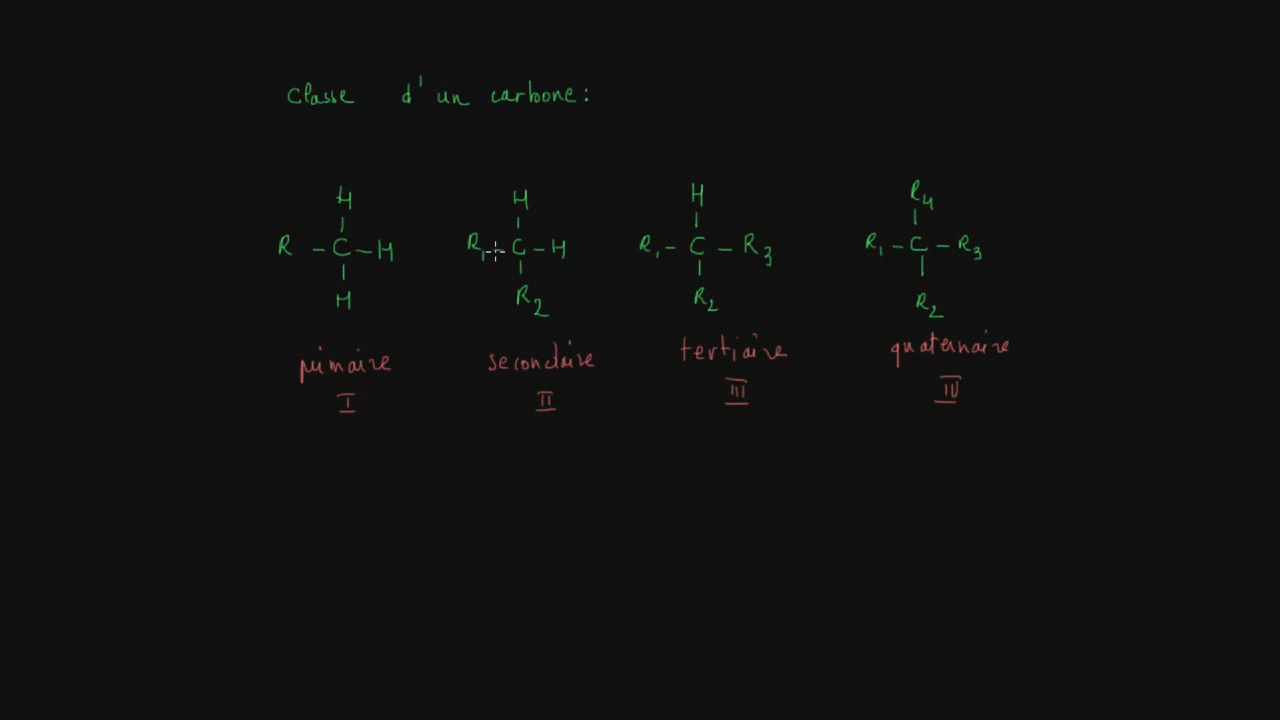 Classe d'un carbone:
H H H R4
R - C - H R1 - C - H R1 - C - R3 R1 - C - R3
H R2 R2 R2
primaire secondaire tertiaire quaternaire
I II III IV